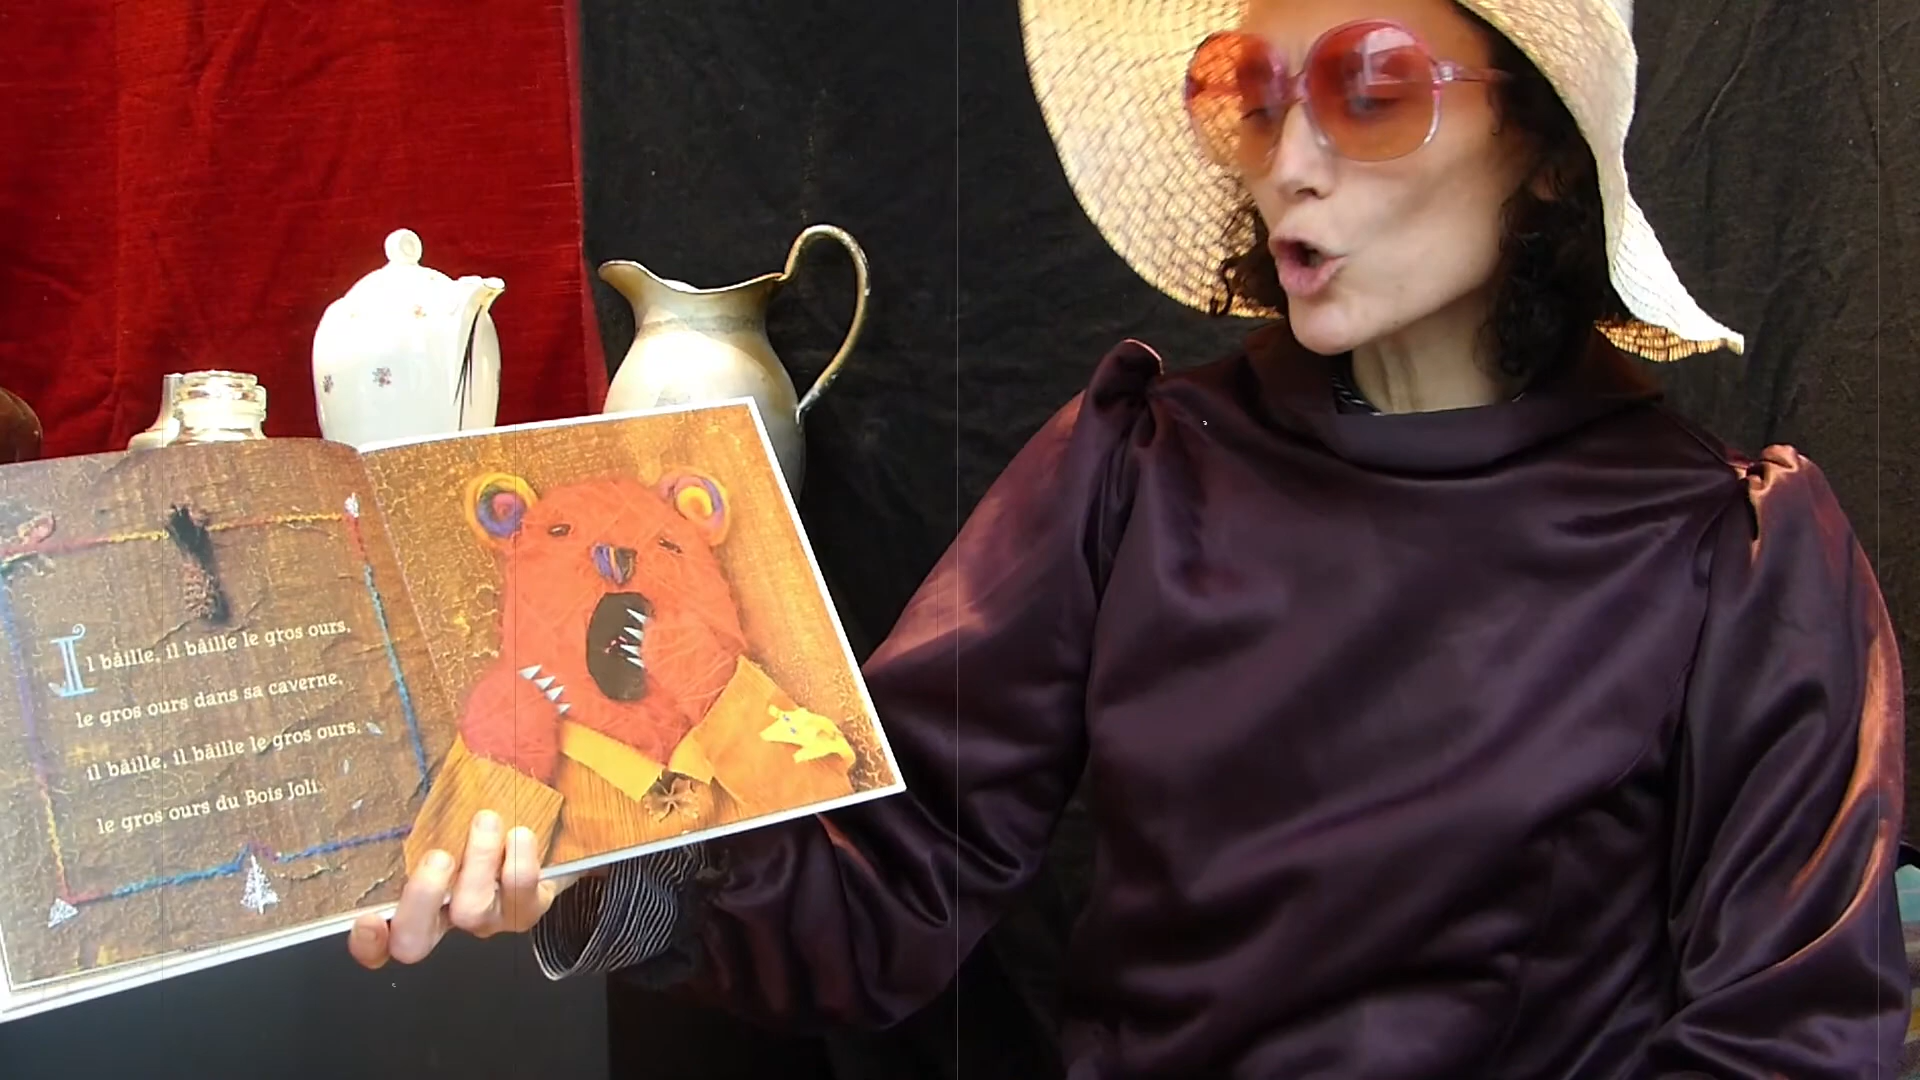 Il bâille, il bâille le gros ours,
le gros ours dans sa caverne,
il bâille, il bâille le gros ours,
le gros ours du Bois Joli